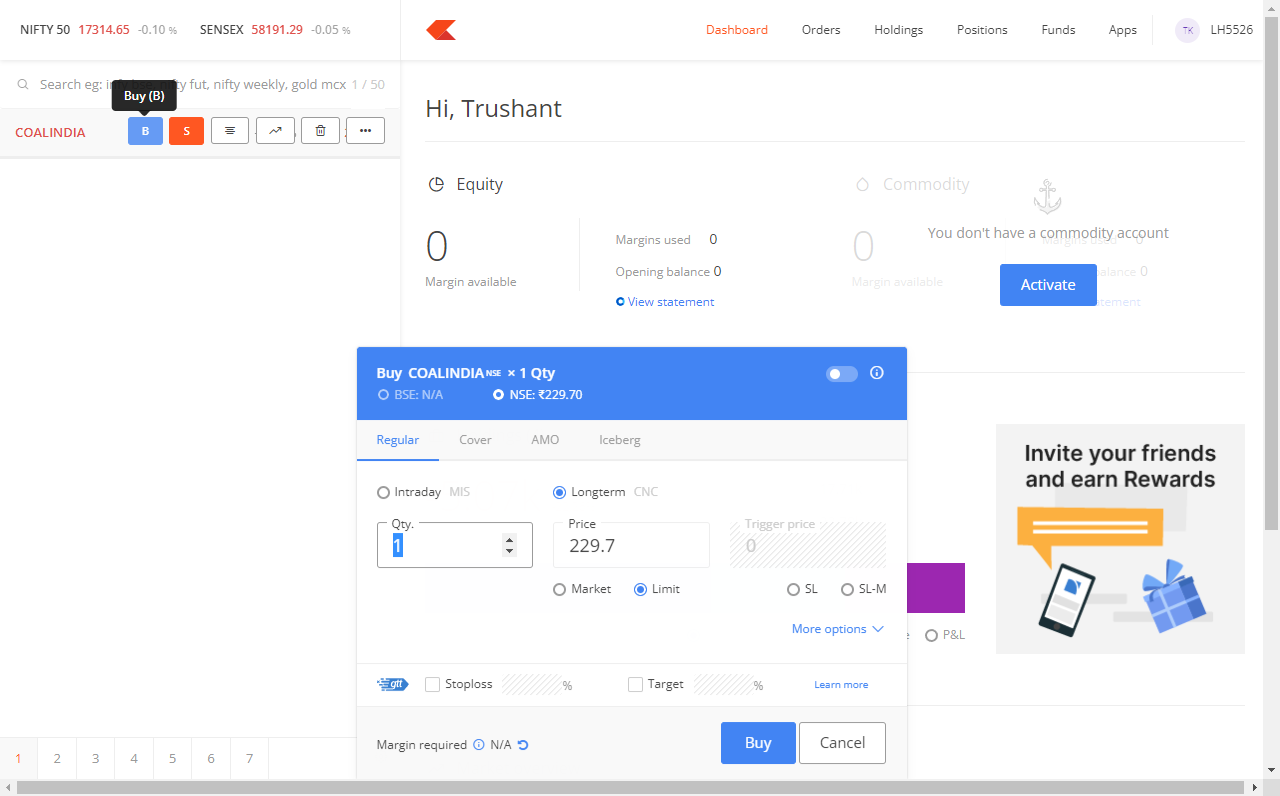 NIFTY 50 17314.65 -0.10 % SENSEX 58191.29 -0.05 %
Dashboard Orders Holdings Positions Funds Apps TK LH5526
Search eg: fut, nifty weekly, gold mcx 1 / 50
Buy (B)
COALINDIA B S
Hi, Trushant
Equity
0
Margin available
Margins used 0
Opening balance 0
View statement
Commodity
0
Margin available
You don't have a commodity account
Margins used 0
balance 0
Activate
Buy COALINDIA NSE × 1 Qty
BSE: N/A NSE: ₹229.70
Regular Cover AMO Iceberg
Intraday MIS Longterm CNC
Qty. Price Trigger price
1 229.7 0
Market Limit SL SL-M
More options
gtt Stoploss % Target % Learn more
Margin required N/A
Buy Cancel
P&L
Invite your friends
and earn Rewards
1 2 3 4 5 6 7